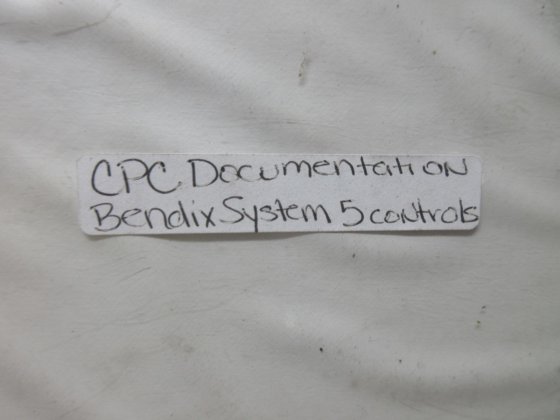 CPC Documentation
Bendix System 5 controls